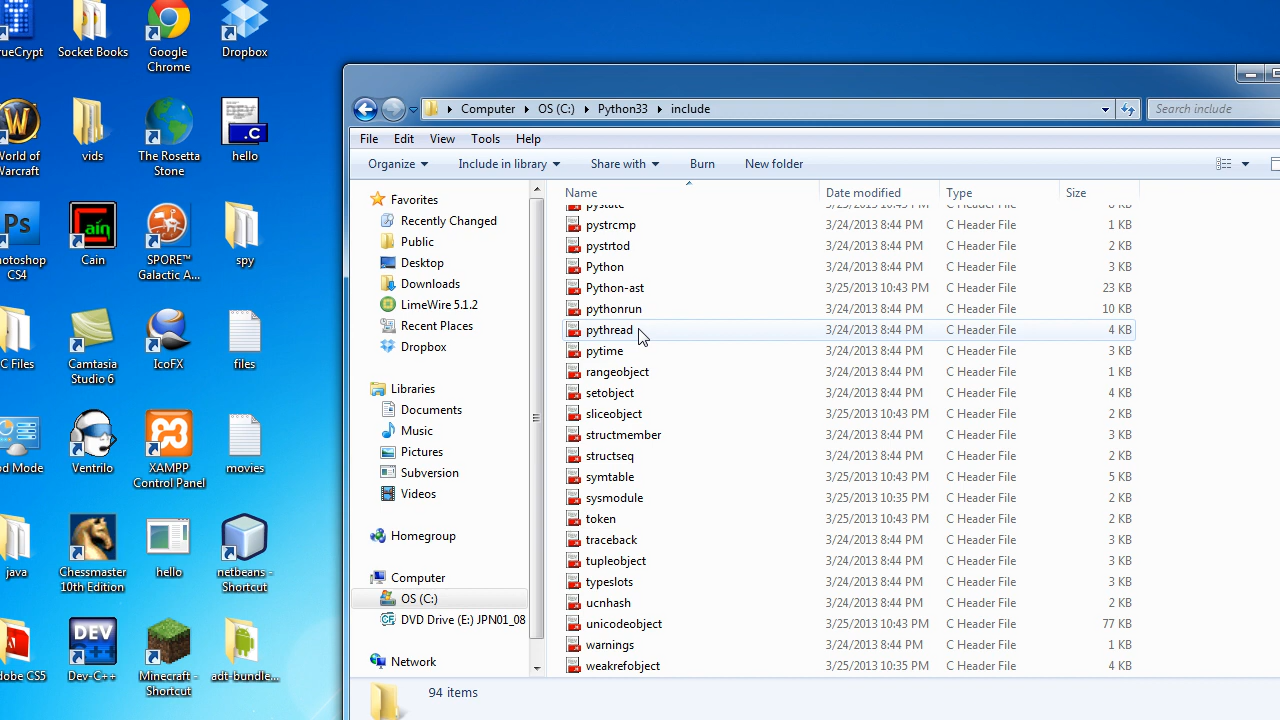 rueCrypt
Socket Books
Google
Chrome
Dropbox
World of
Warcraft
vids
The Rosetta
Stone
.C
hello
Ps
hotoshop
CS4
ain
Cain
SPORE™
Galactic A...
spy
C Files
Camtasia
Studio 6
IcoFX
files
od Mode
Ventrilo
XAMPP
Control Panel
movies
java
Chessmaster
10th Edition
hello
netbeans -
Shortcut
dobe CS5
DEV
C++
Dev-C++
Minecraft -
Shortcut
adt-bundle...
Computer
OS (C:)
Python33
include
Search include
File Edit View Tools Help
Organize Include in library Share with Burn New folder
Favorites
Recently Changed
Public
Desktop
Downloads
LimeWire 5.1.2
Recent Places
Dropbox
Libraries
Documents
Music
Pictures
Subversion
Videos
Homegroup
Computer
OS (C:)
DVD Drive (E:) JPN01_08
Network
Name Date modified Type Size
pystate 3/25/2013 10:43 PM C Header File 8 KB
pystrcmp 3/24/2013 8:44 PM C Header File 1 KB
pystrtod 3/24/2013 8:44 PM C Header File 2 KB
Python 3/24/2013 8:44 PM C Header File 3 KB
Python-ast 3/25/2013 10:43 PM C Header File 23 KB
pythonrun 3/24/2013 8:44 PM C Header File 10 KB
pythread 3/24/2013 8:44 PM C Header File 4 KB
pytime 3/24/2013 8:44 PM C Header File 3 KB
rangeobject 3/24/2013 8:44 PM C Header File 1 KB
setobject 3/24/2013 8:44 PM C Header File 4 KB
sliceobject 3/25/2013 10:43 PM C Header File 2 KB
structmember 3/24/2013 8:44 PM C Header File 3 KB
structseq 3/24/2013 8:44 PM C Header File 2 KB
symtable 3/25/2013 10:43 PM C Header File 5 KB
sysmodule 3/25/2013 10:35 PM C Header File 2 KB
token 3/25/2013 10:43 PM C Header File 2 KB
traceback 3/24/2013 8:44 PM C Header File 3 KB
tupleobject 3/24/2013 8:44 PM C Header File 3 KB
typeslots 3/24/2013 8:44 PM C Header File 3 KB
ucnhash 3/24/2013 8:44 PM C Header File 2 KB
unicodeobject 3/25/2013 10:43 PM C Header File 77 KB
warnings 3/24/2013 8:44 PM C Header File 1 KB
weakrefobject 3/25/2013 10:35 PM C Header File 4 KB
94 items